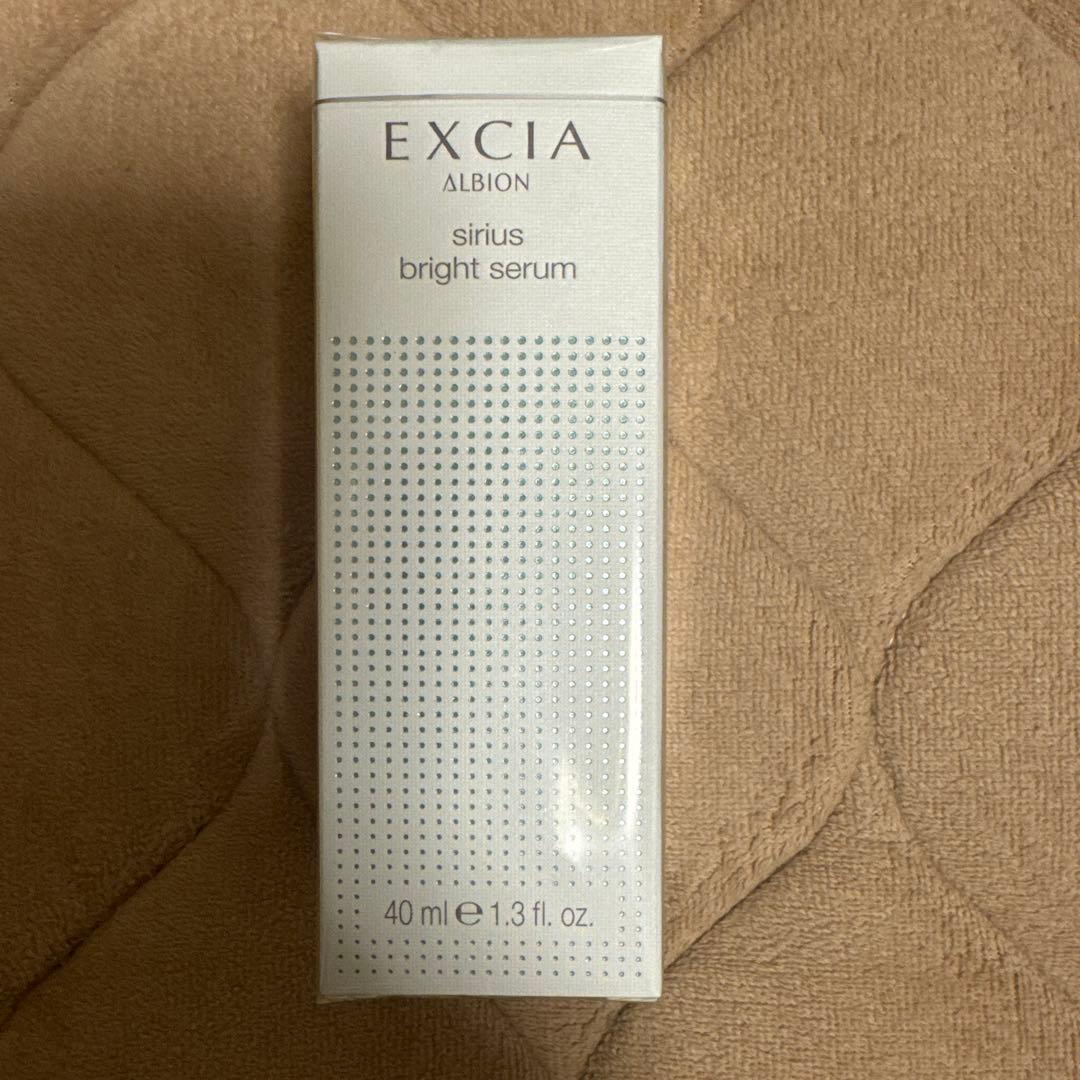 EXCIA
ALBION
sirius
bright serum
40 ml ℮ 1.3 fl. oz.